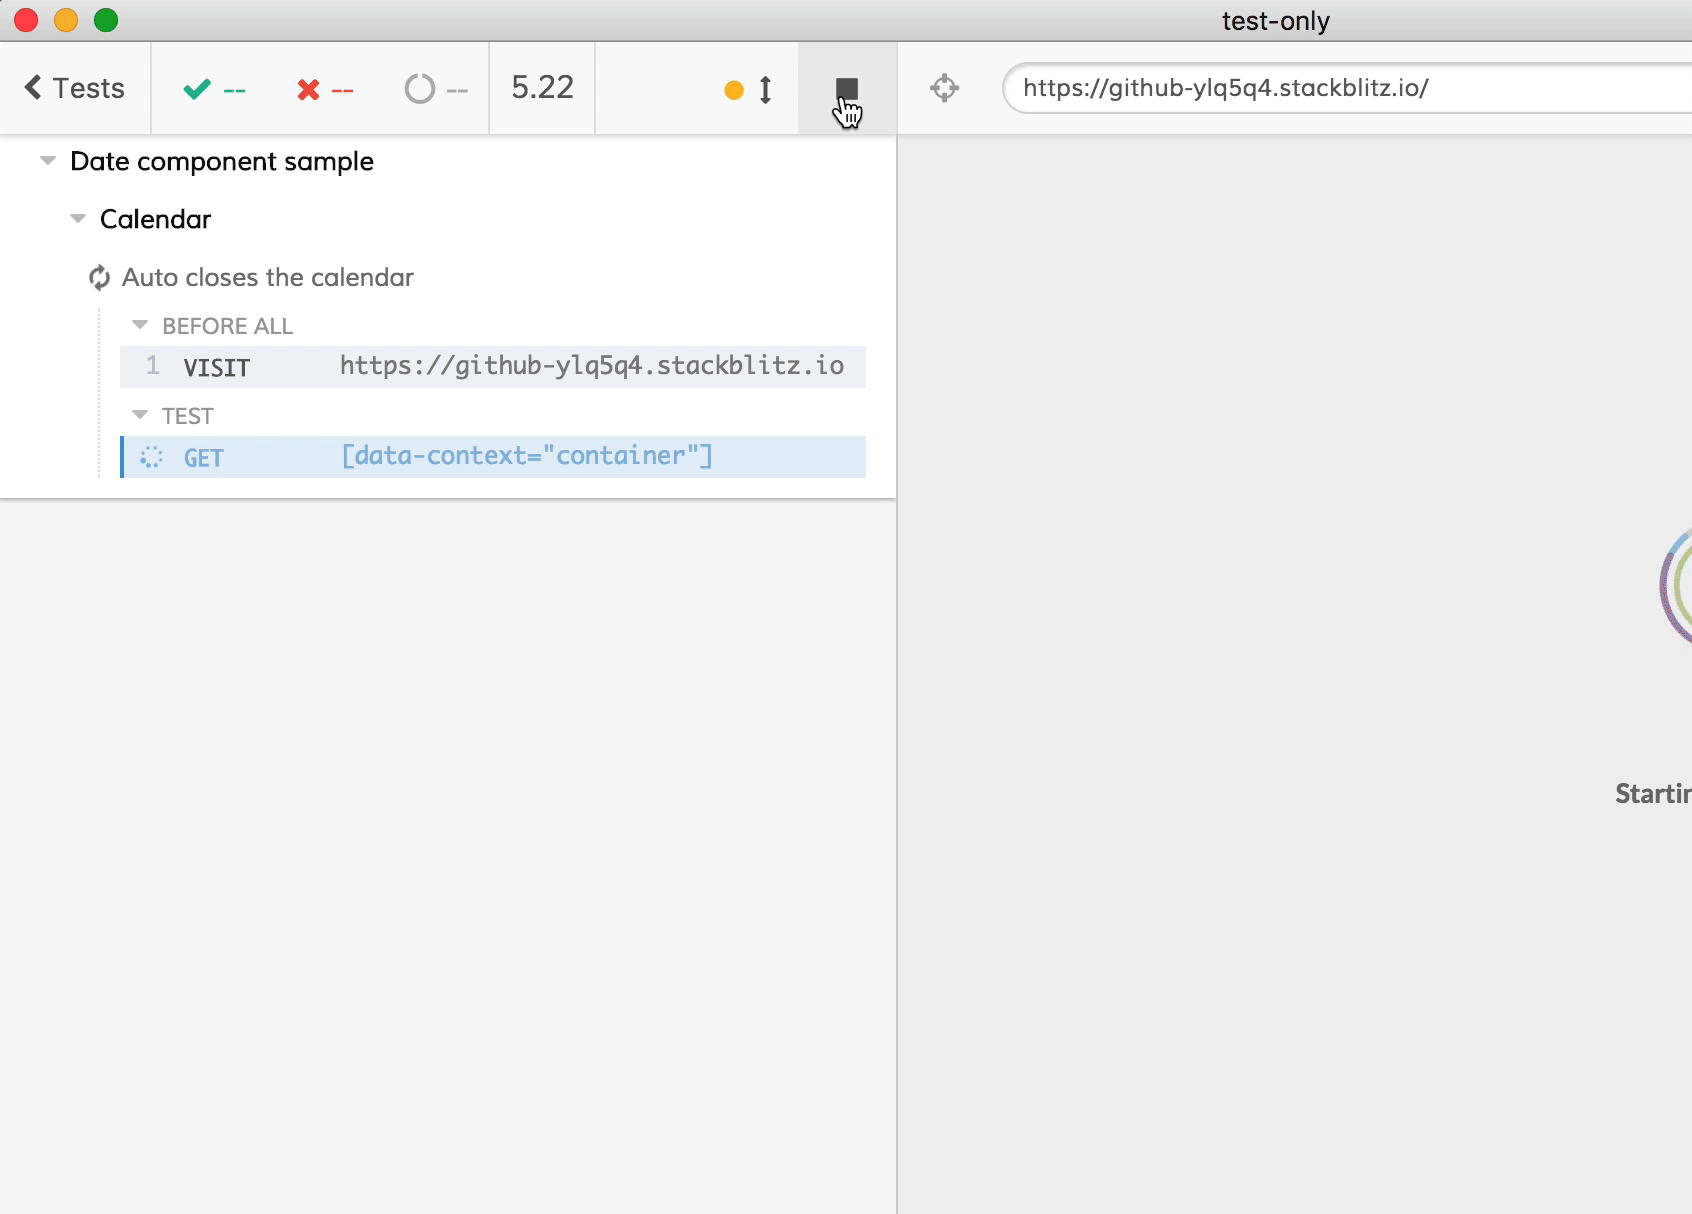 test-only
Tests
--
--
--
5.22
https://github-ylq5q4.stackblitz.io/
Date component sample
Calendar
Auto closes the calendar
BEFORE ALL
1 VISIT https://github-ylq5q4.stackblitz.io
TEST
GET [data-context="container"]